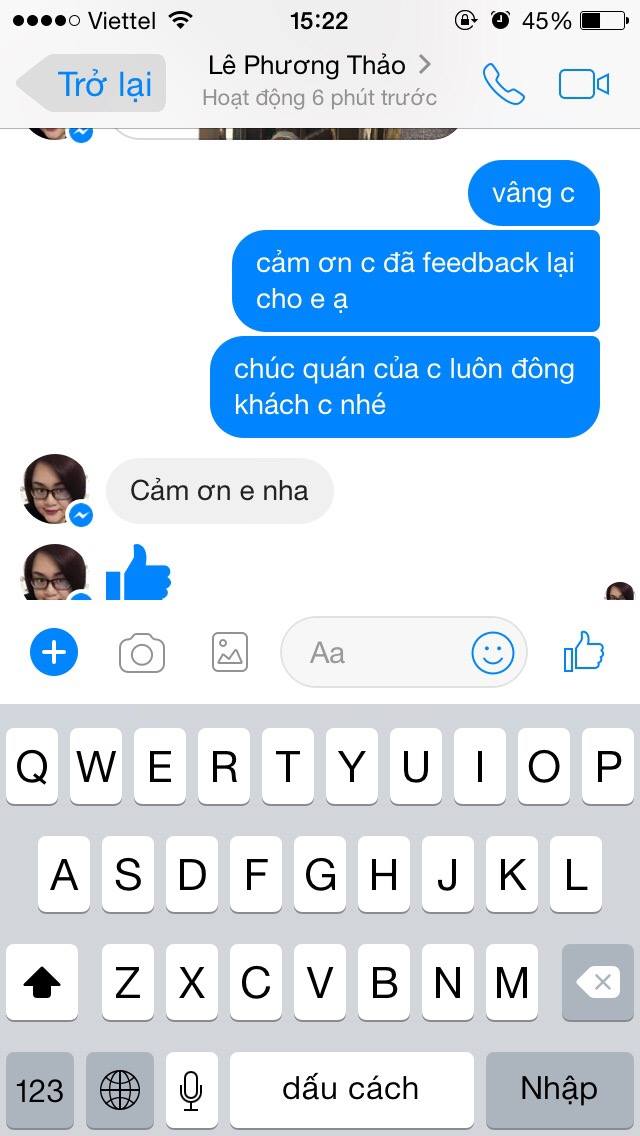 Viettel 15:22 45%
Trở lại Lê Phương Thảo
Hoạt động 6 phút trước
vâng c
cảm ơn c đã feedback lại
cho e ạ
chúc quán của c luôn đông
khách c nhé
Cảm ơn e nha
Aa
Q W E R T Y U I O P
A S D F G H J K L
Z X C V B N M
123 dấu cách Nhập